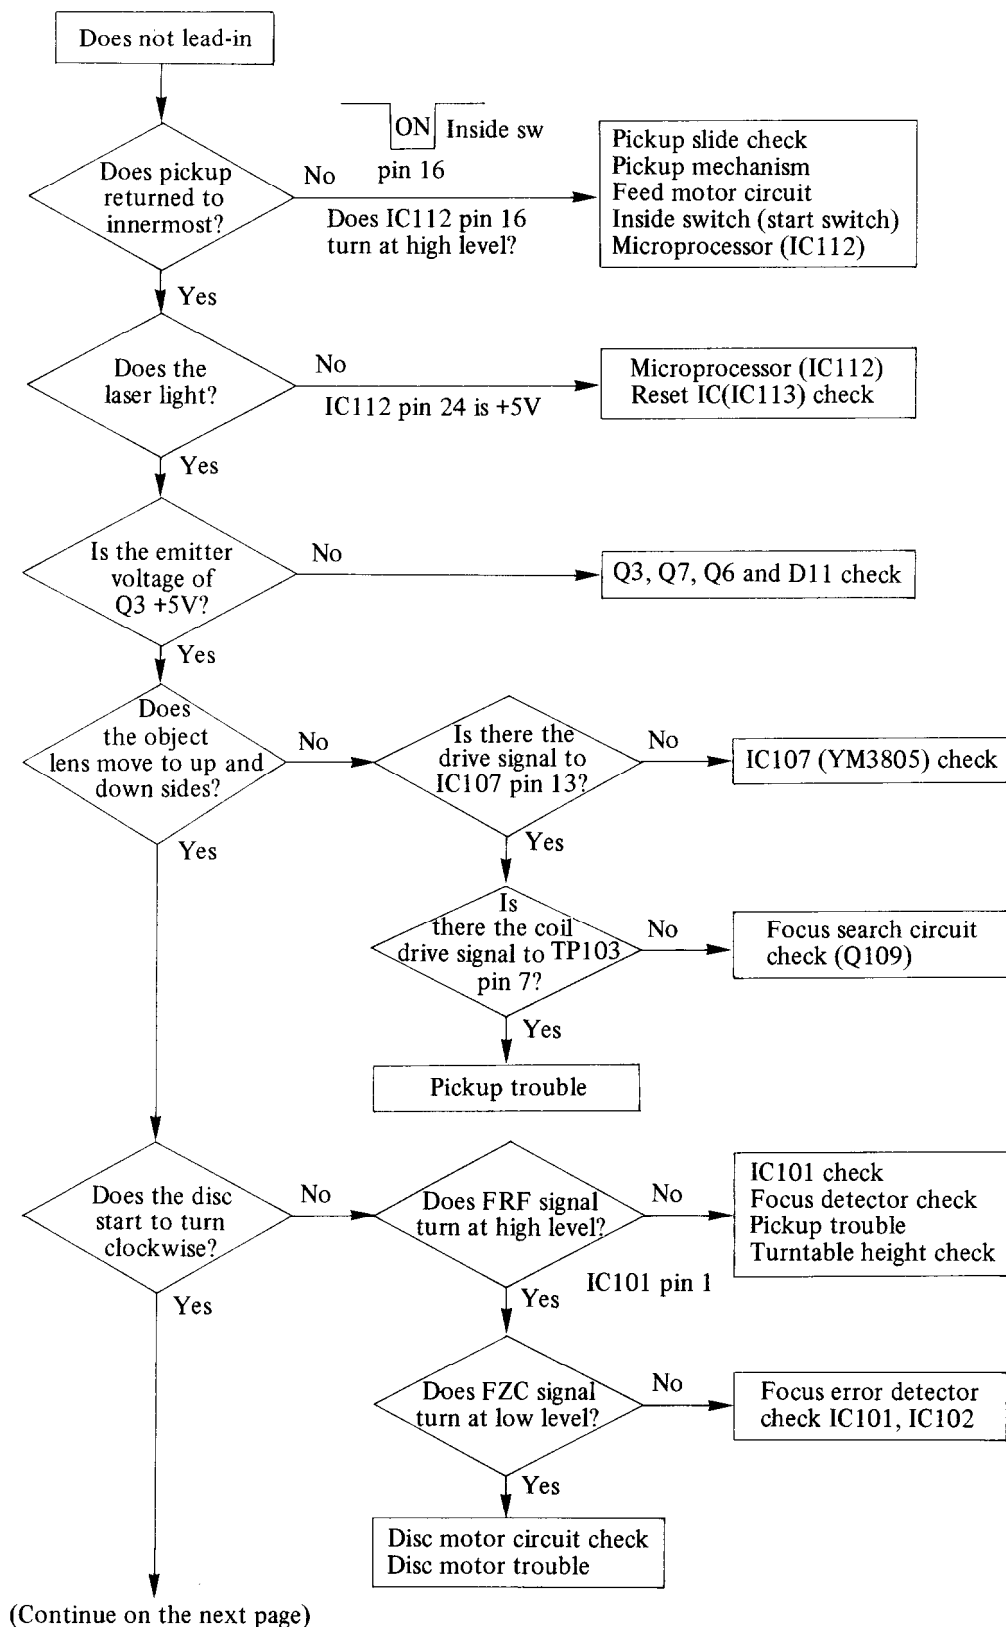 Does not lead-in
ON
Inside sw
pin 16
Does pickup
returned to
innermost?
No
Does IC112 pin 16
turn at high level?
Pickup slide check
Pickup mechanism
Feed motor circuit
Inside switch (start switch)
Microprocessor (IC112)
Yes
Does the
laser light?
No
IC112 pin 24 is +5V
Microprocessor (IC112)
Reset IC(IC113) check
Yes
Is the emitter
voltage of
Q3 +5V?
No
Q3, Q7, Q6 and D11 check
Yes
Does
the object
lens move to up and
down sides?
No
Is there the
drive signal to
IC107 pin 13?
No
IC107 (YM3805) check
Yes
Yes
Is
there the coil
drive signal to TP103
pin 7?
No
Focus search circuit
check (Q109)
Yes
Pickup trouble
Does the disc
start to turn
clockwise?
No
Does FRF signal
turn at high level?
No
IC101 check
Focus detector check
Pickup trouble
Turntable height check
IC101 pin 1
Yes
Yes
Does FZC signal
turn at low level?
No
Focus error detector
check IC101, IC102
Yes
Disc motor circuit check
Disc motor trouble
(Continue on the next page)